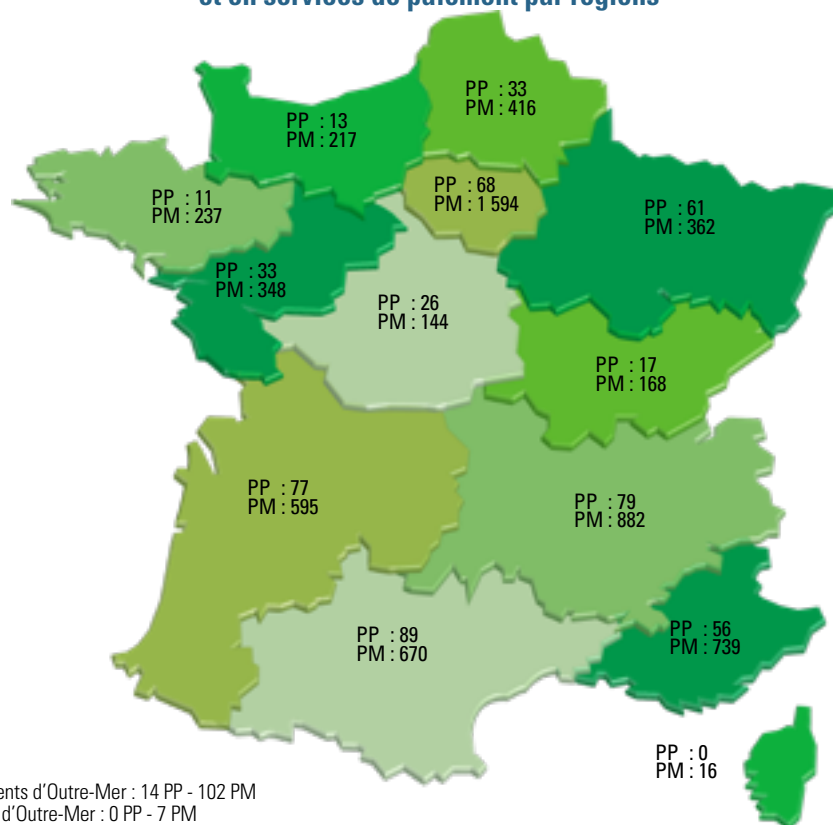 et en services de paiement par régions
PP : 33
PM : 416
PP : 13
PM : 217
PP : 68
PM : 1 594
PP : 11
PM : 237
PP : 61
PM : 362
PP : 33
PM : 348
PP : 26
PM : 144
PP : 17
PM : 168
PP : 77
PM : 595
PP : 79
PM : 882
PP : 89
PM : 670
PP : 56
PM : 739
PP : 0
PM : 16
ents d'Outre-Mer : 14 PP - 102 PM
d'Outre-Mer : 0 PP - 7 PM